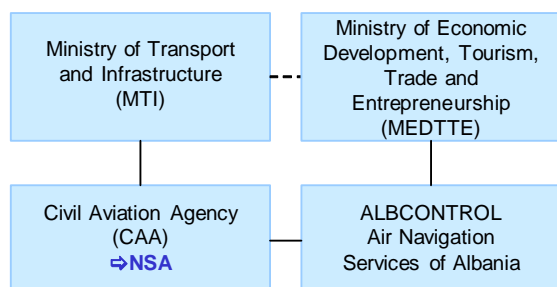 Ministry of Transport
and Infrastructure
(MTI)
Ministry of Economic
Development, Tourism,
Trade and
Entrepreneurship
(MEDTTE)
Civil Aviation Agency
(CAA)
⇨NSA
ALBCONTROL
Air Navigation
Services of Albania